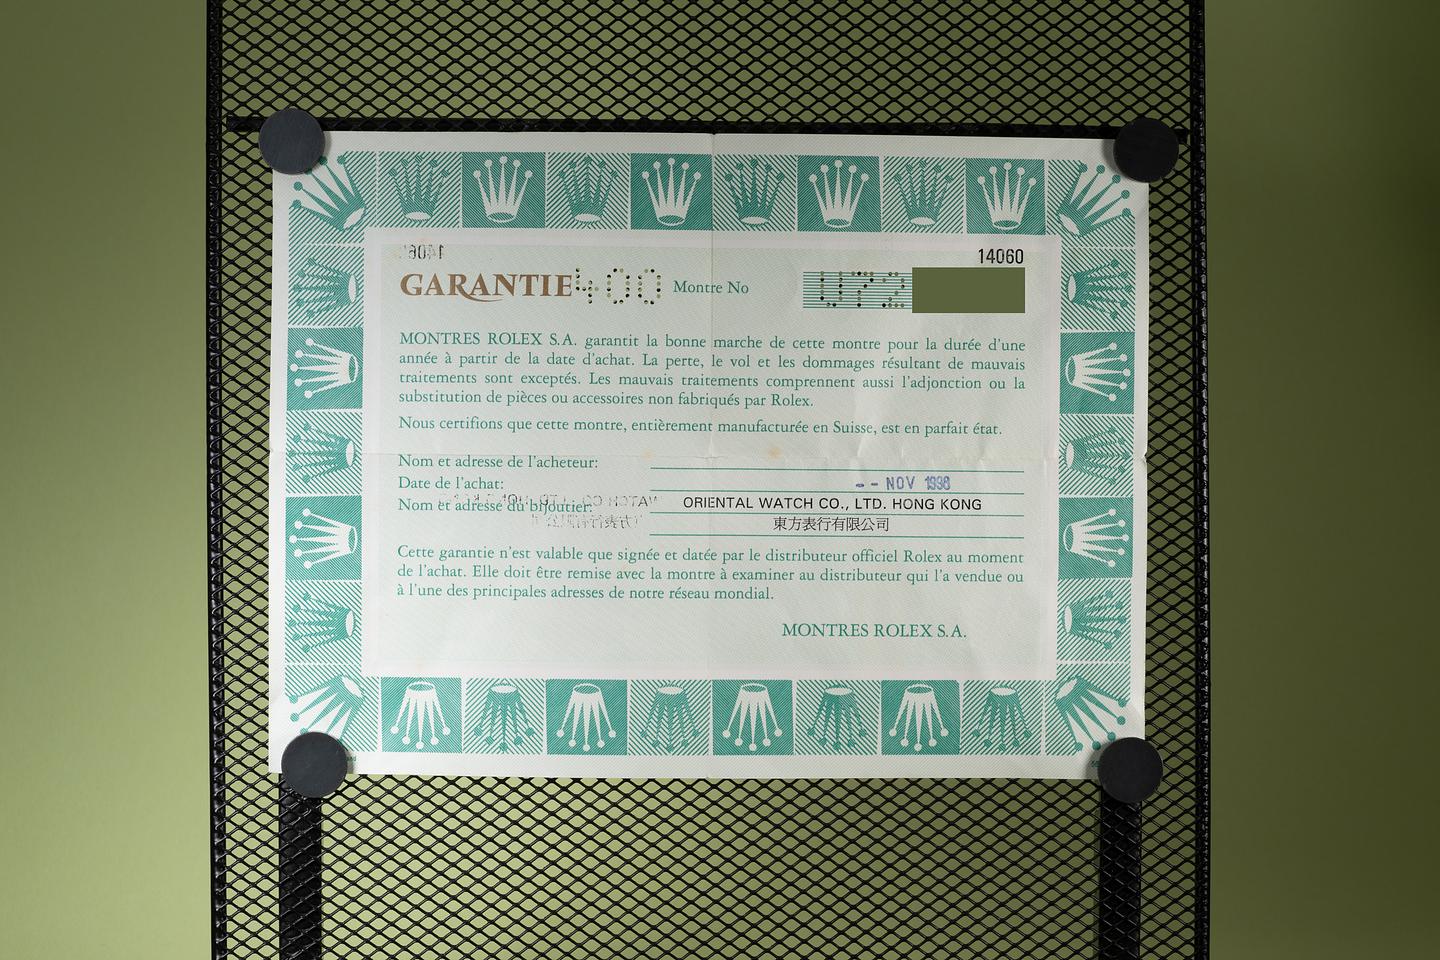 14060
GARANTIE 400 Montre No U72
MONTRES ROLEX S.A. garantit la bonne marche de cette montre pour la durée d'une
année à partir de la date d'achat. La perte, le vol et les dommages résultant de mauvais
traitements sont exceptés. Les mauvais traitements comprennent aussi l'adjonction ou la
substitution de pièces ou accessoires non fabriqués par Rolex.
Nous certifions que cette montre, entièrement manufacturée en Suisse, est en parfait état.
Nom et adresse de l'acheteur:
Date de l'achat: -- NOV 1998
Nom et adresse du bijoutier: ORIENTAL WATCH CO., LTD. HONG KONG
東方表行有限公司
Cette garantie n'est valable que signée et datée par le distributeur officiel Rolex au moment
de l'achat. Elle doit être remise avec la montre à examiner au distributeur qui l'a vendue ou
à l'une des principales adresses de notre réseau mondial.
MONTRES ROLEX S.A.